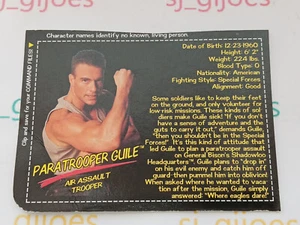 sj_gijoes
Character names identify no known, living person.
Clip and save for your COMMAND FILES!
Date of Birth: 12·23·1960
Height: 6' 2"
Weight: 224 lbs.
Blood Type: O
Nationality: American
Fighting Style: Special Forces
Alignment: Good
Some soldiers like to keep their feet
on the ground, and only volunteer for
low risk missions. These kinds of sol-
diers make Guile sick! "If you don't
have a sense of adventure and the
guts to carry it out," demands Guile,
"then you shouldn't be in the Special
Forces!" It's this kind of attitude that
led Guile to plan a paratrooper assault
on General Bison's Shadowloo
Headquarters™. Guile plans to "drop in"
on his evil enemy and catch him off
guard then pummel him into oblivion!
When asked where he wanted to vaca-
tion after the mission, Guile simply
answered: "Where eagles dare!"
PARATROOPER GUILE™
AIR ASSAULT
TROOPER